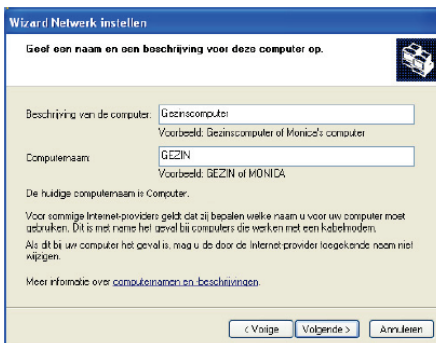 Wizard Netwerk instellen
Geef een naam en een beschrijving voor deze computer op.
Beschrijving van de computer: Gezinscomputer
Voorbeeld: Gezinscomputer of Monica's computer
Computernaam: GEZIN
Voorbeeld: GEZIN of MONICA
De huidige computernaam is Computer.
Voor sommige Internet-providers geldt dat zij bepalen welke naam u voor uw computer moet
gebruiken. Dit is met name het geval bij computers die werken met een kabelmodem.
Als dit bij uw computer het geval is, mag u de door de Internet-provider toegekende naam niet
wijzigen.
Meer informatie over computernamen en -beschrijvingen.
< Vorige Volgende > Annuleren